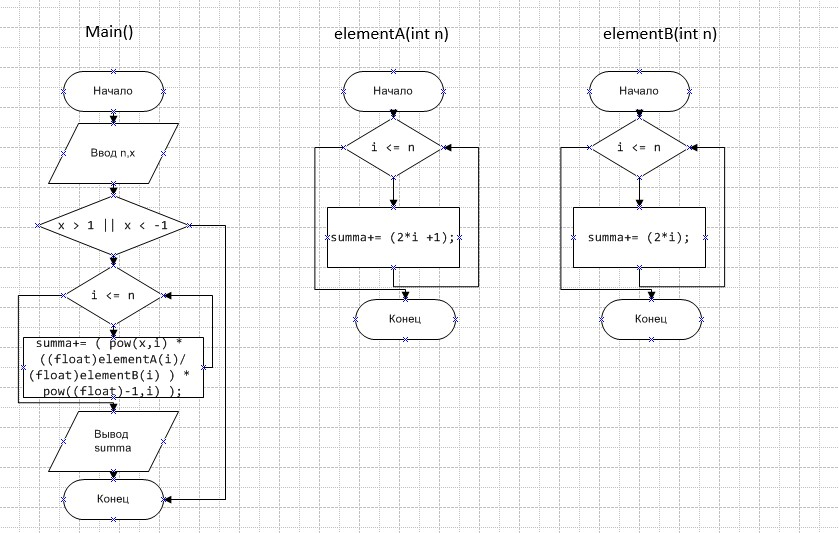 Main()
Начало
Ввод n,x
x > 1 || x < -1
i <= n
summa+= ( pow(x,i) *
((float)elementA(i)/
(float)elementB(i) ) *
pow((float)-1,i) );
Вывод
summa
Конец
elementA(int n)
Начало
i <= n
summa+= (2*i +1);
Конец
elementB(int n)
Начало
i <= n
summa+= (2*i);
Конец